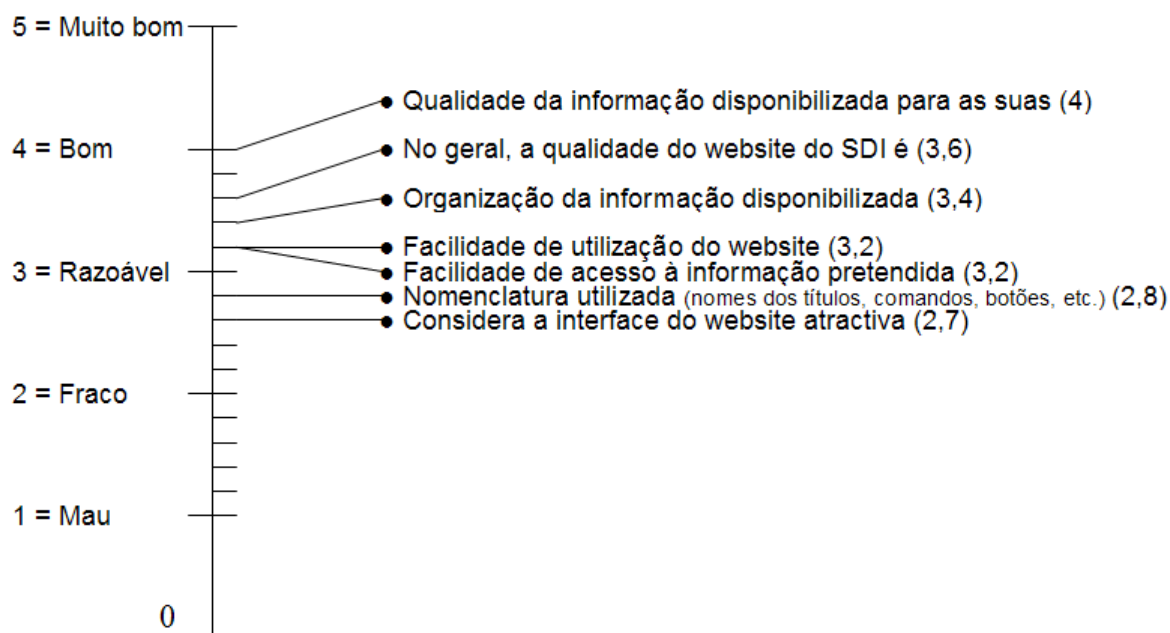 5 = Muito bom
● Qualidade da informação disponibilizada para as suas (4)
4 = Bom
● No geral, a qualidade do website do SDI é (3,6)
● Organização da informação disponibilizada (3,4)
● Facilidade de utilização do website (3,2)
3 = Razoável
● Facilidade de acesso à informação pretendida (3,2)
● Nomenclatura utilizada (nomes dos títulos, comandos, botões, etc.) (2,8)
● Considera a interface do website atractiva (2,7)
2 = Fraco
1 = Mau
0